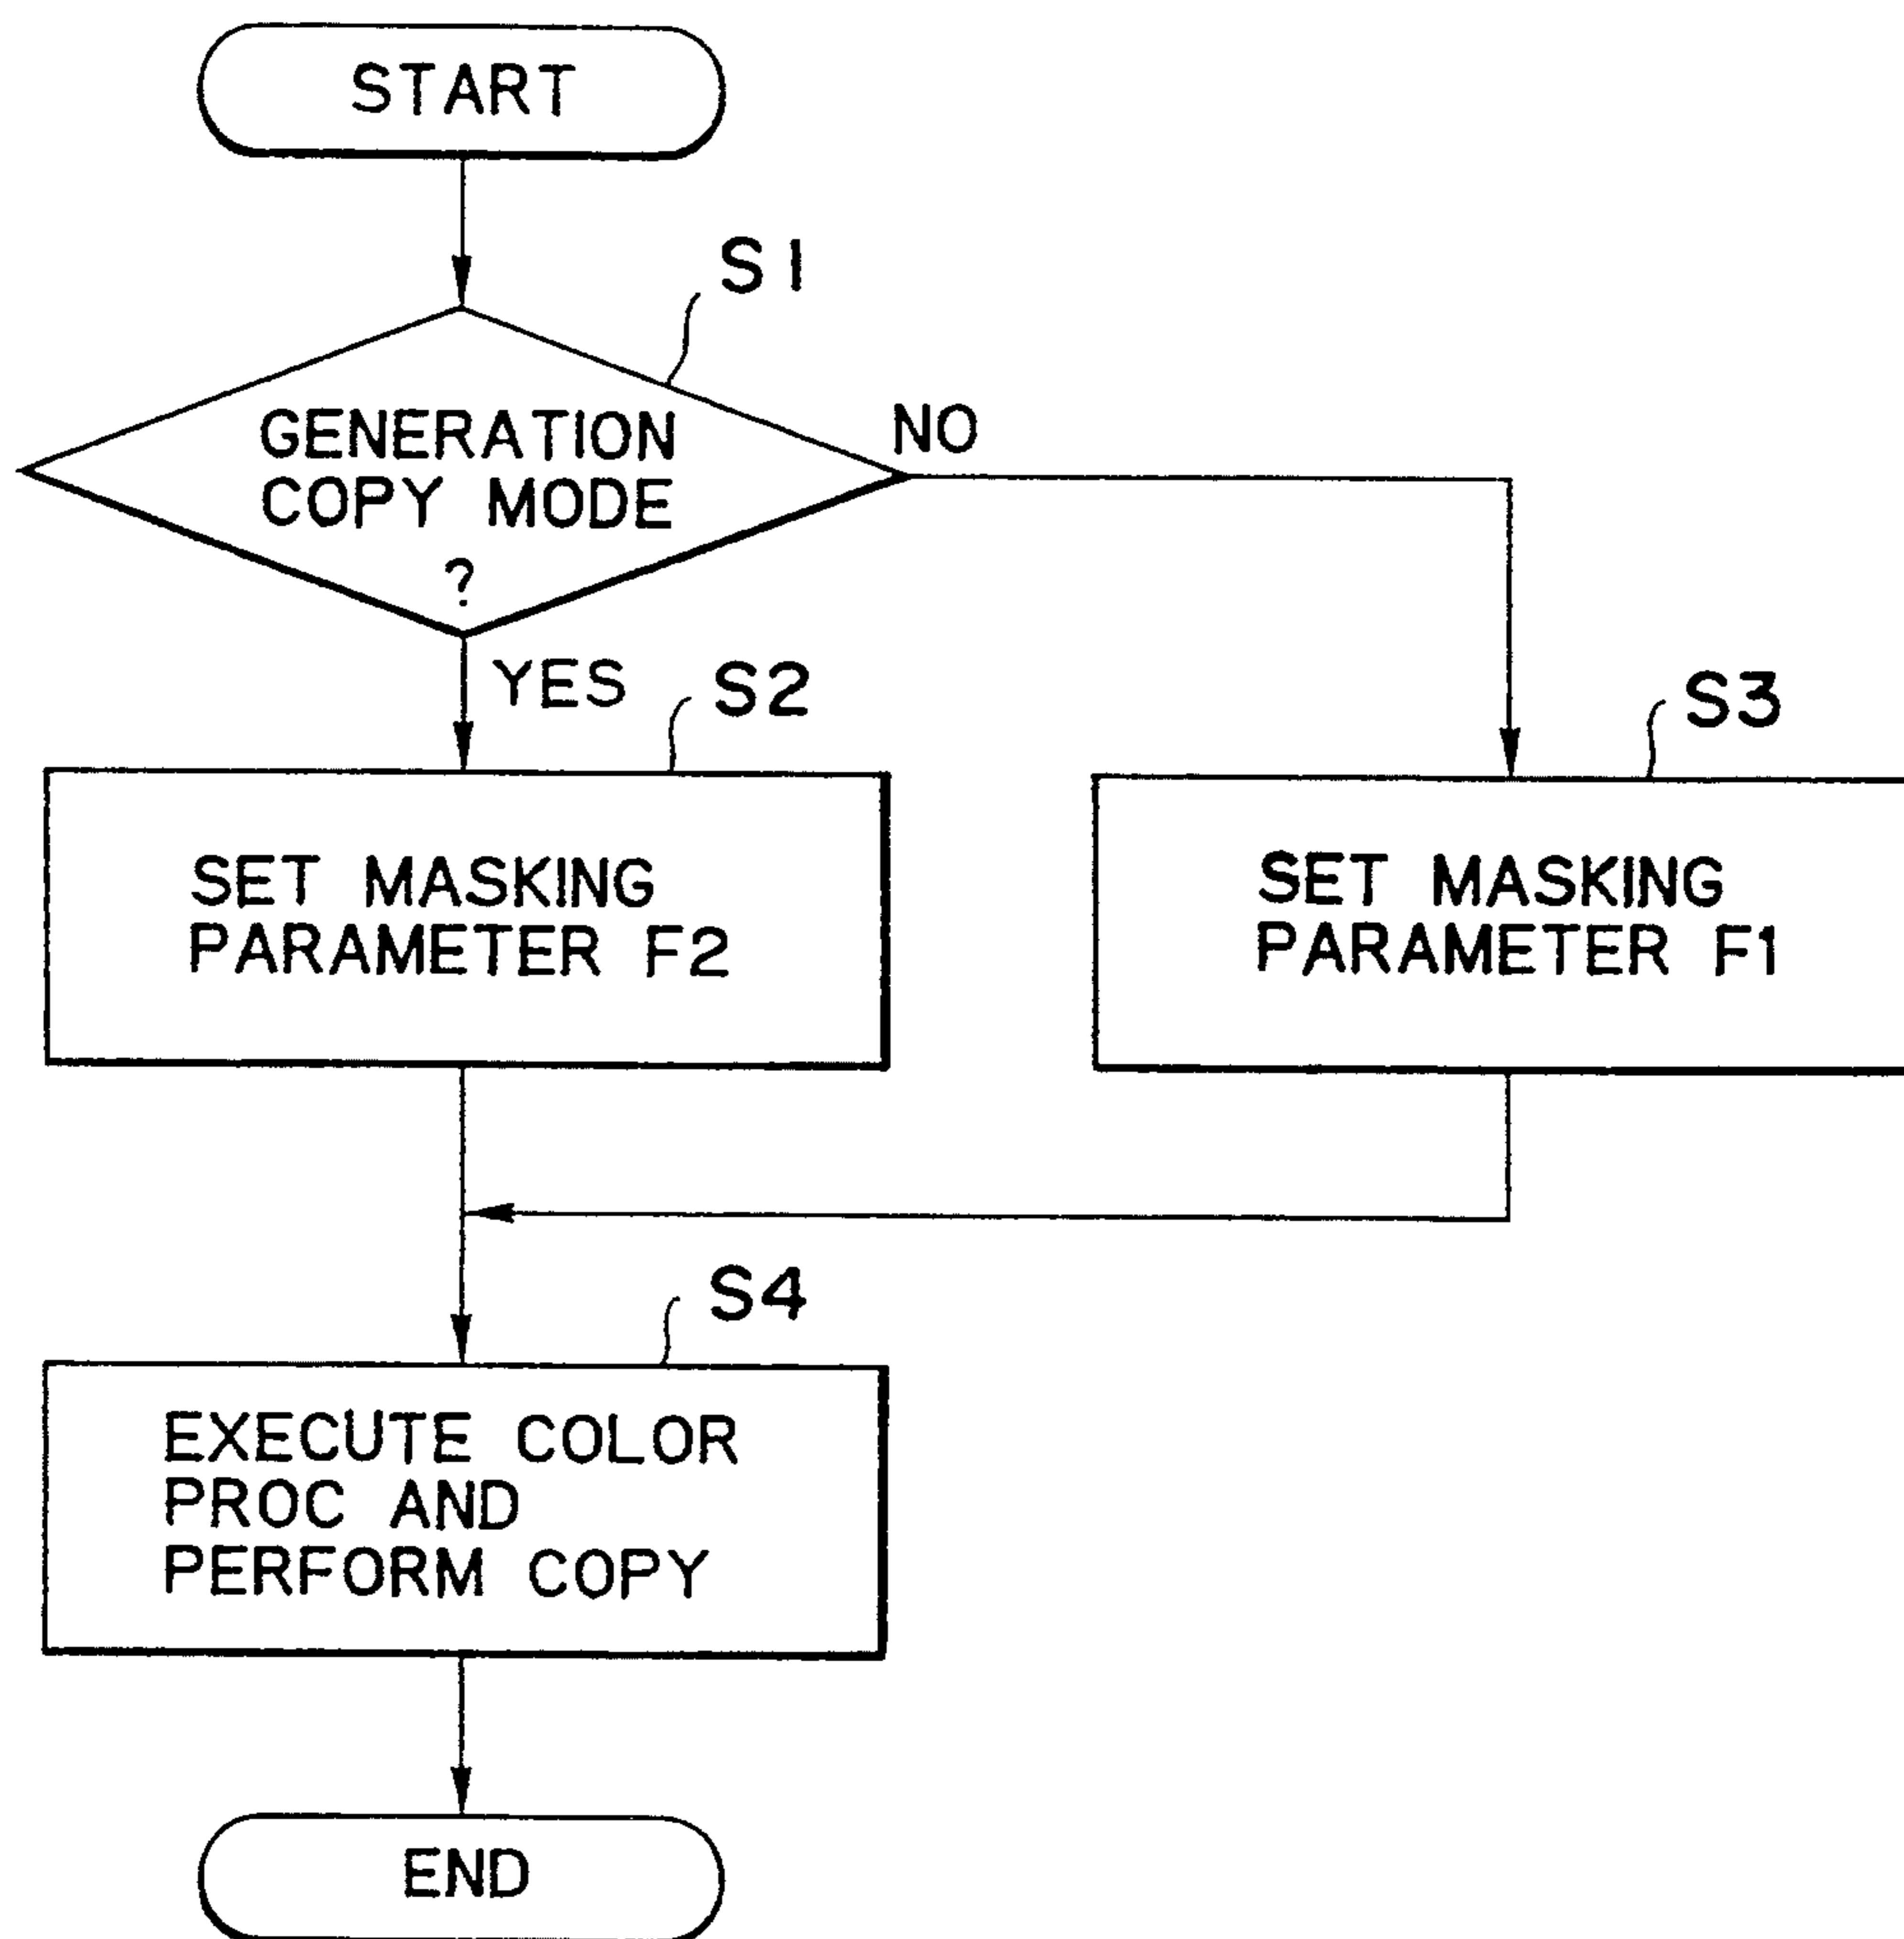 START
S1
GENERATION
COPY MODE
?
NO
YES
S2
S3
SET MASKING
PARAMETER F2
SET MASKING
PARAMETER F1
S4
EXECUTE COLOR
PROC AND
PERFORM COPY
END